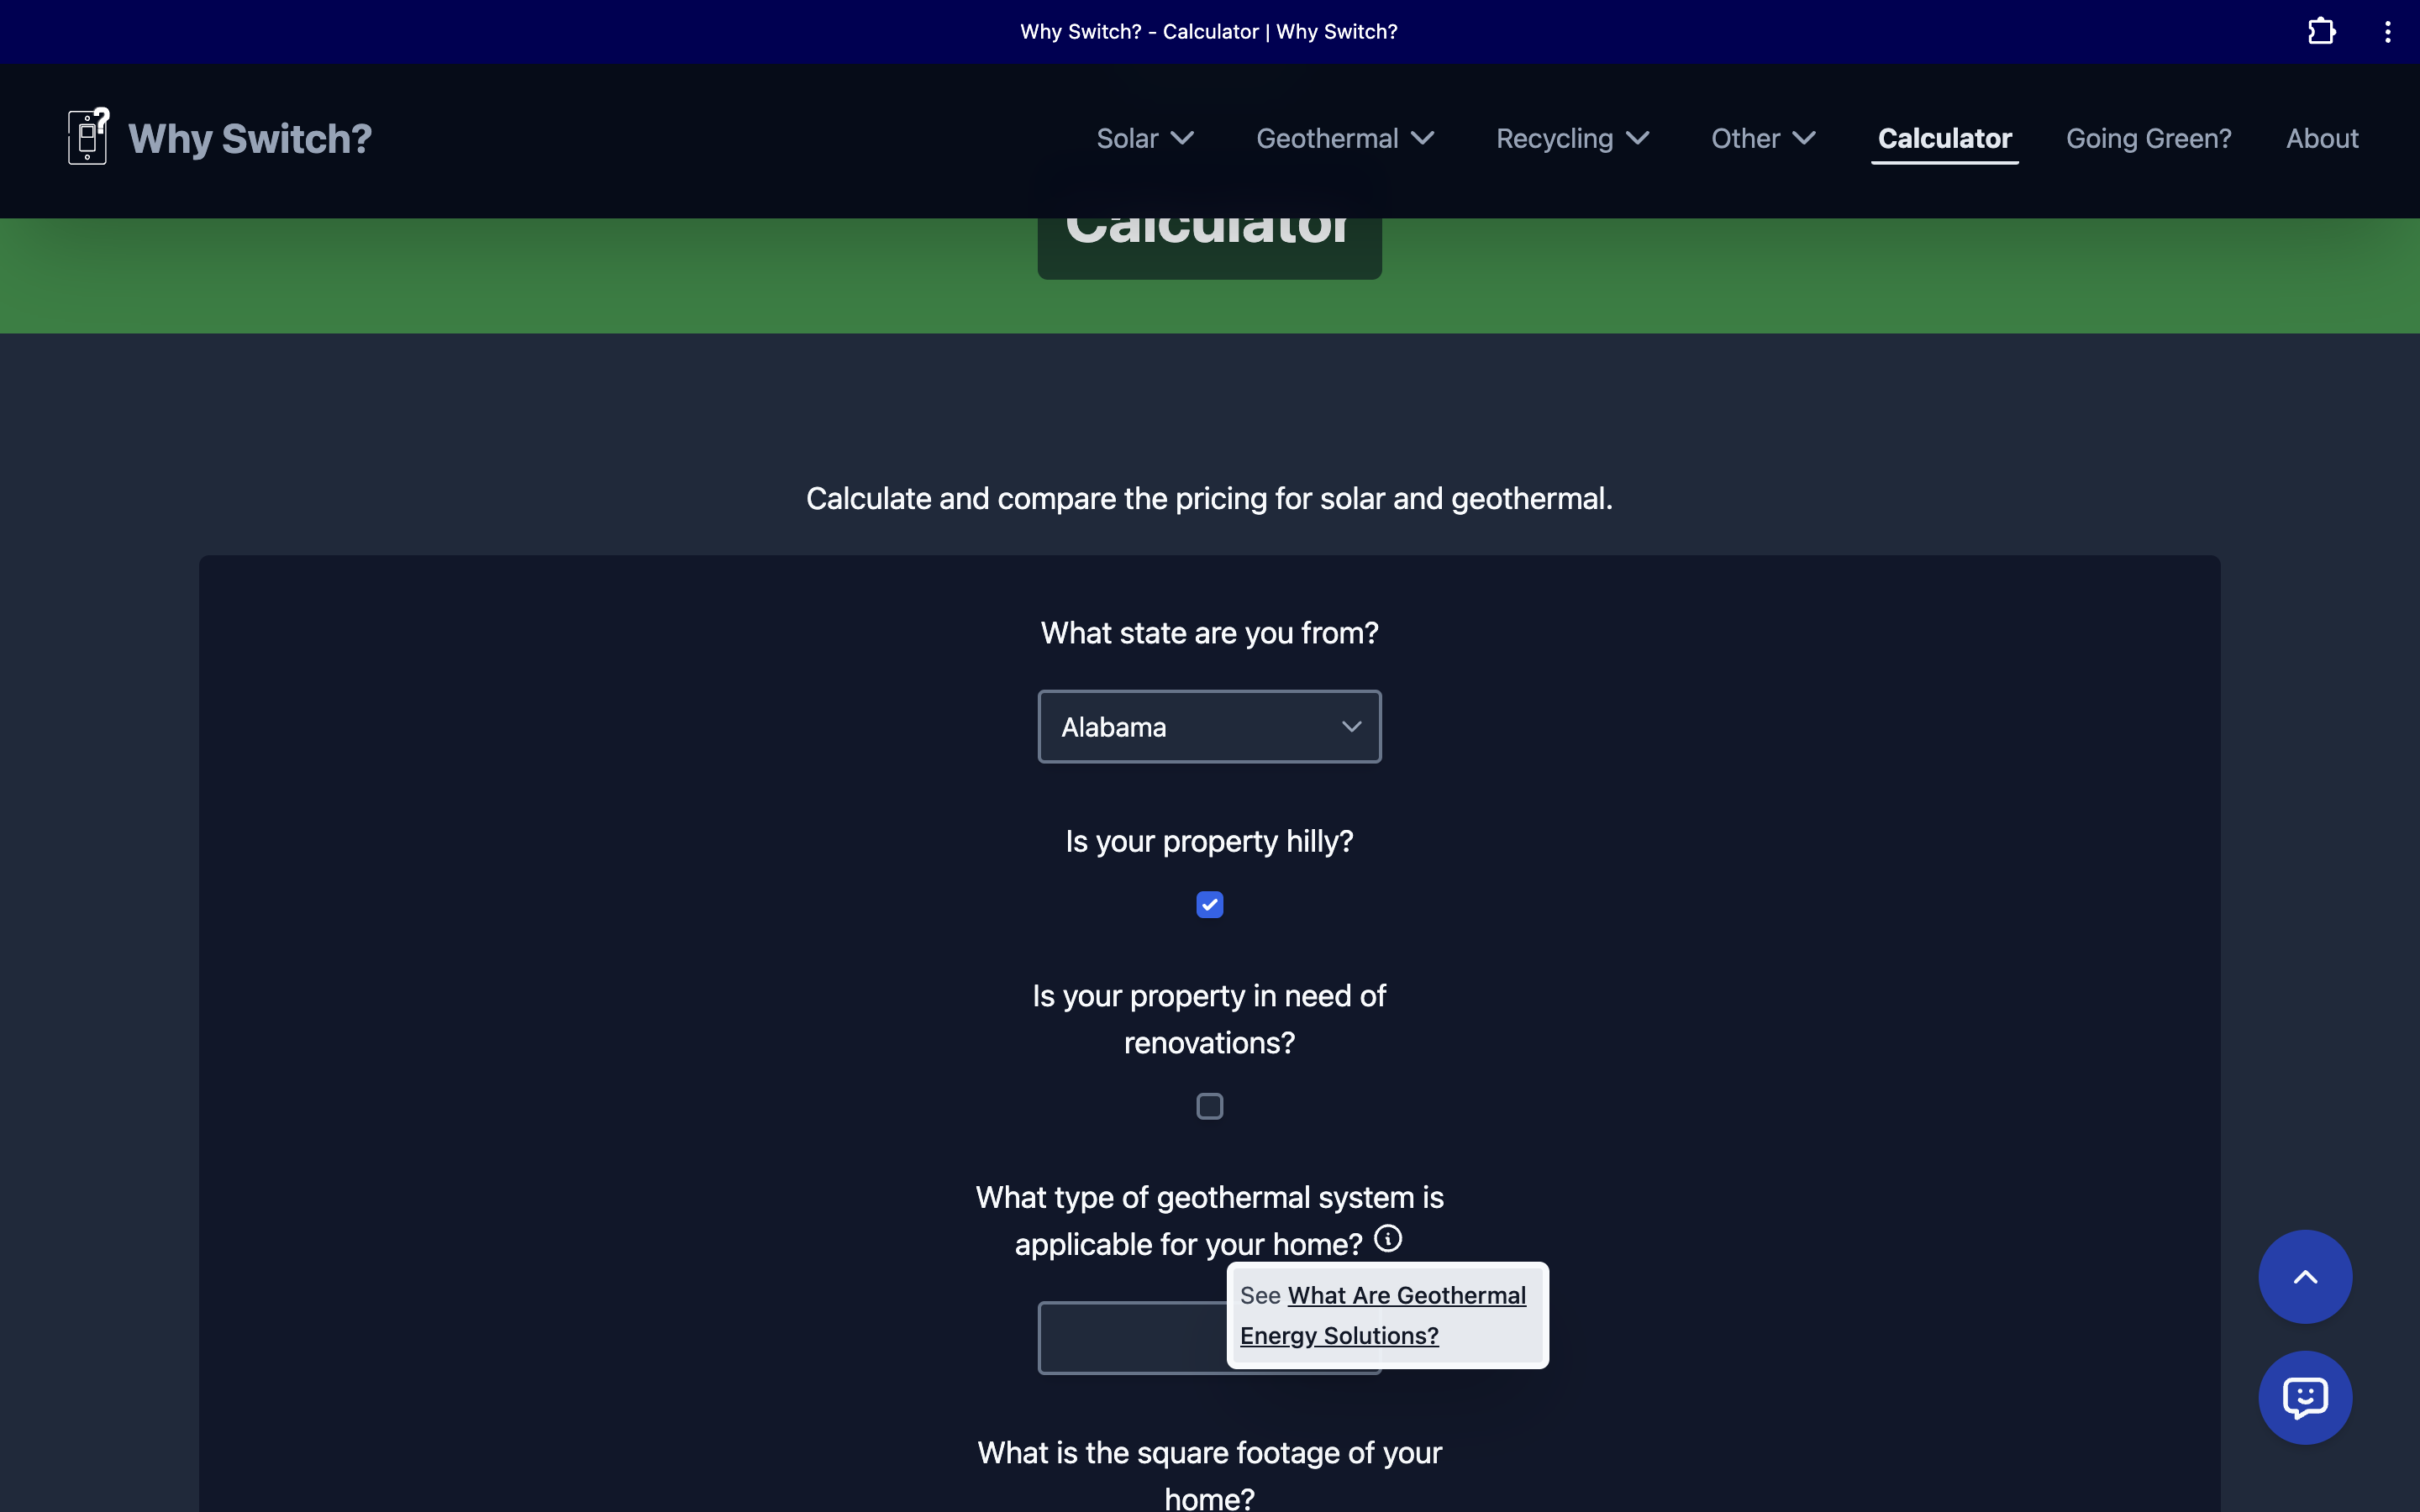 Why Switch? - Calculator | Why Switch?
Why Switch?
Solar
Geothermal
Recycling
Other
Calculator
Going Green?
About
Calculator
Calculate and compare the pricing for solar and geothermal.
What state are you from?
Alabama
Is your property hilly?
Is your property in need of
renovations?
What type of geothermal system is
applicable for your home?
See What Are Geothermal
Energy Solutions?
What is the square footage of your
home?